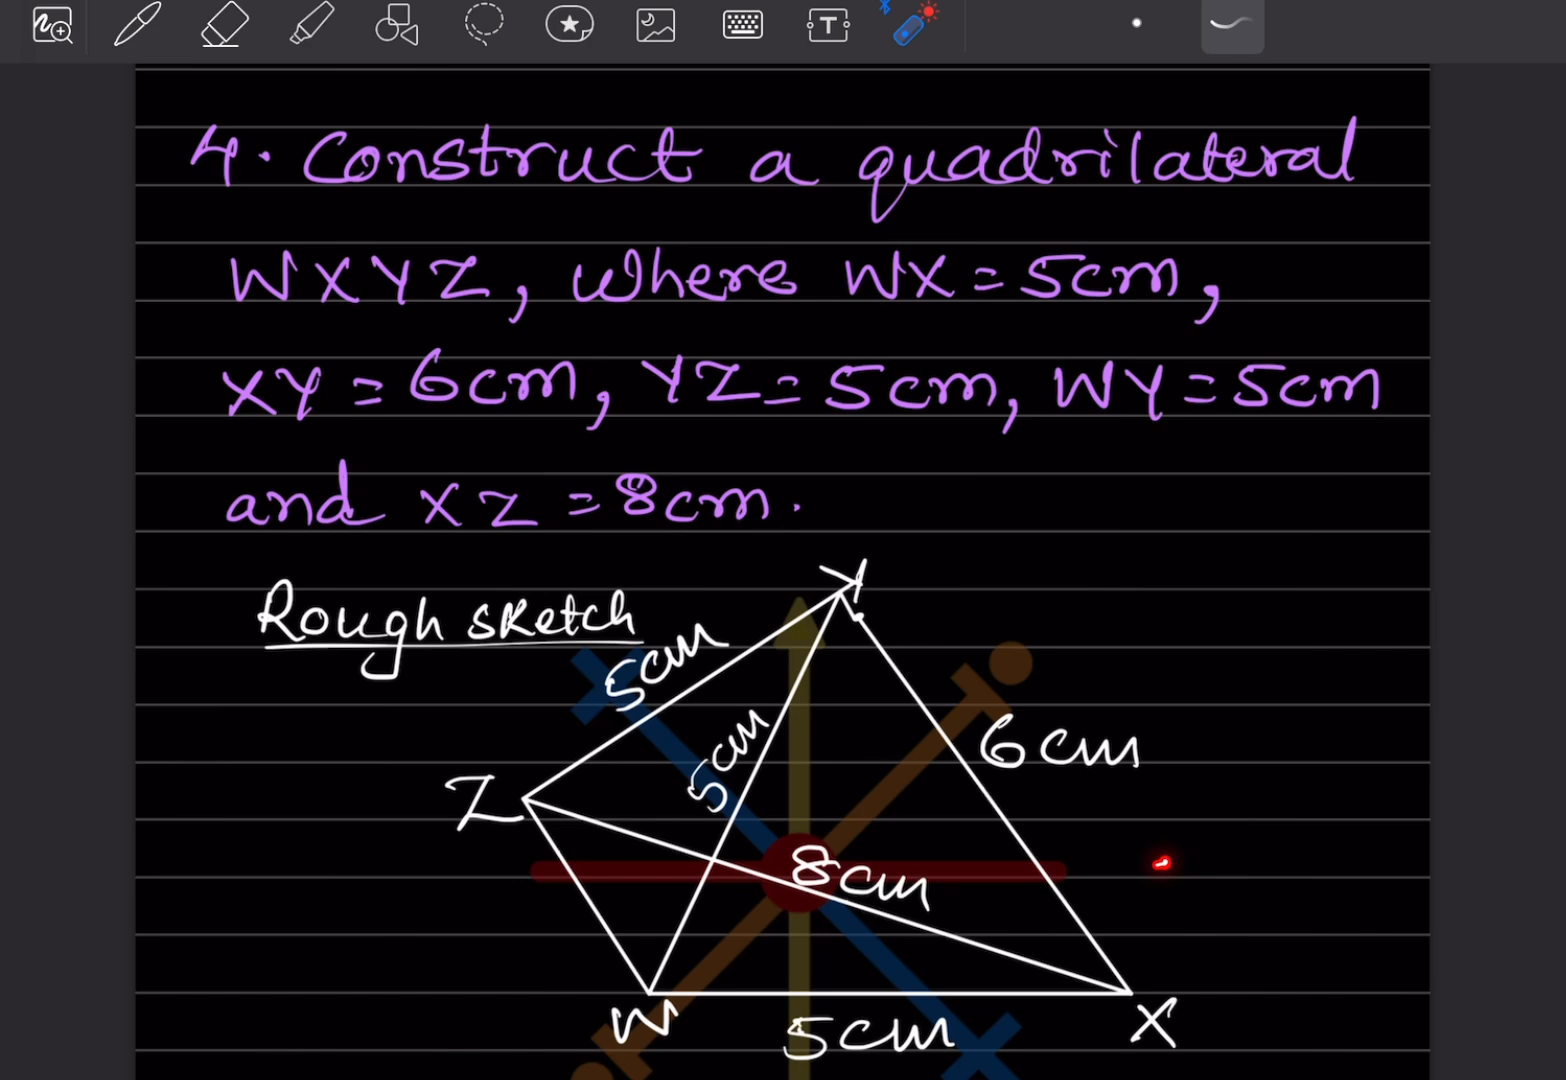 4. Construct a quadrilateral
WXYZ, where WX = 5cm,
XY = 6cm, YZ = 5cm, WY = 5cm
and XZ = 8cm.
Rough sketch
Y
5cm
5cm
6cm
Z
8cm
W
5cm
X